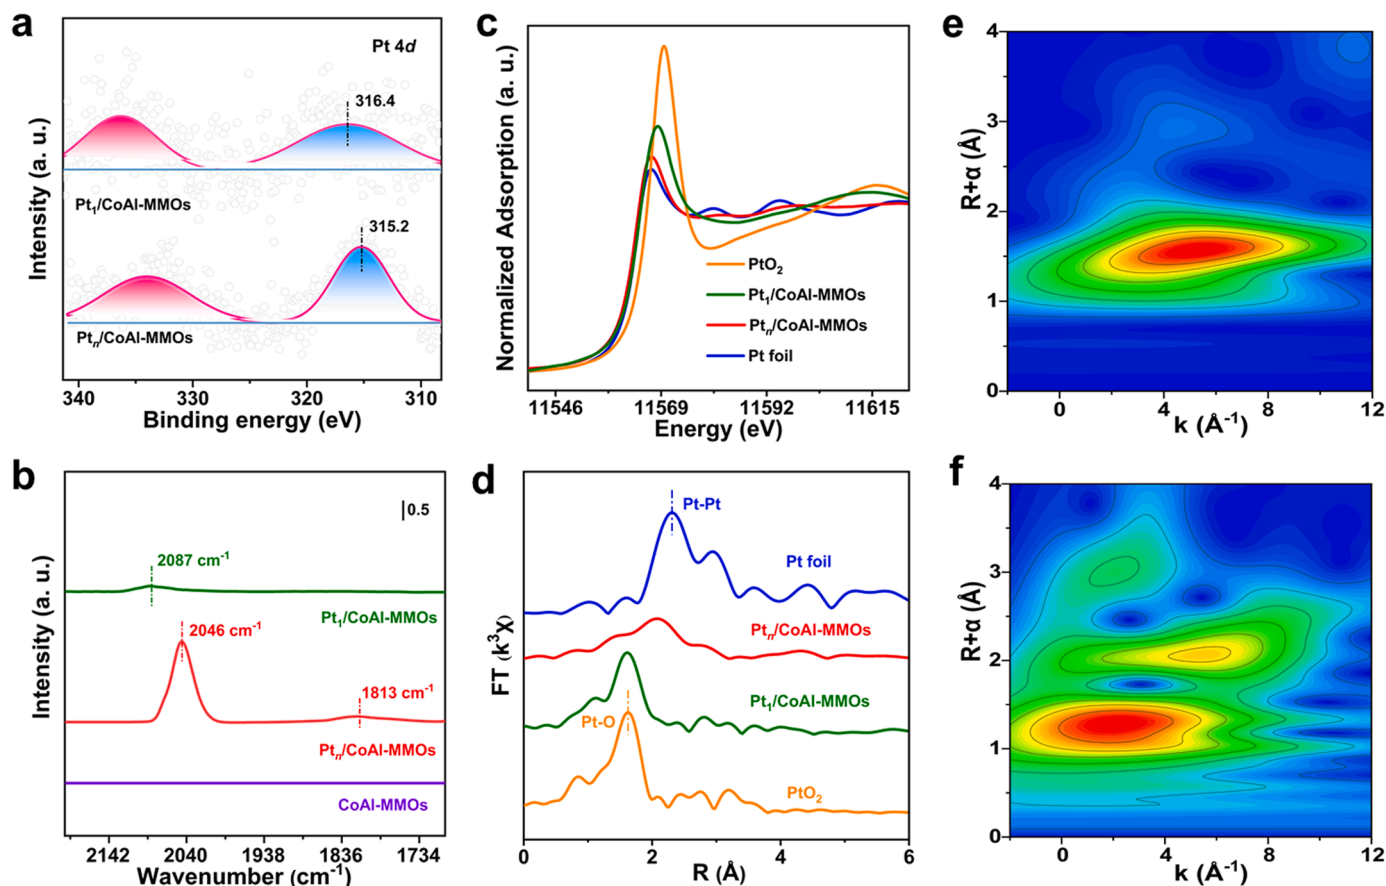 a
Pt 4d
316.4
Pt1/CoAl-MMOs
315.2
Ptn/CoAl-MMOs
Intensity (a. u.)
340 330 320 310
Binding energy (eV)
b
0.5
2087 cm-1
Pt1/CoAl-MMOs
2046 cm-1
1813 cm-1
Ptn/CoAl-MMOs
CoAl-MMOs
Intensity (a. u.)
2142 2040 1938 1836 1734
Wavenumber (cm-1)
c
Normalized Adsorption (a. u.)
PtO2
Pt1/CoAl-MMOs
Ptn/CoAl-MMOs
Pt foil
11546 11569 11592 11615
Energy (eV)
d
Pt-Pt
Pt foil
Ptn/CoAl-MMOs
Pt1/CoAl-MMOs
Pt-O
PtO2
FT (k3X)
0 2 4 6
R (Å)
e
4
3
2
1
0
R+α (Å)
0 4 8 12
k (Å-1)
f
4
3
2
1
0
R+α (Å)
0 4 8 12
k (Å-1)